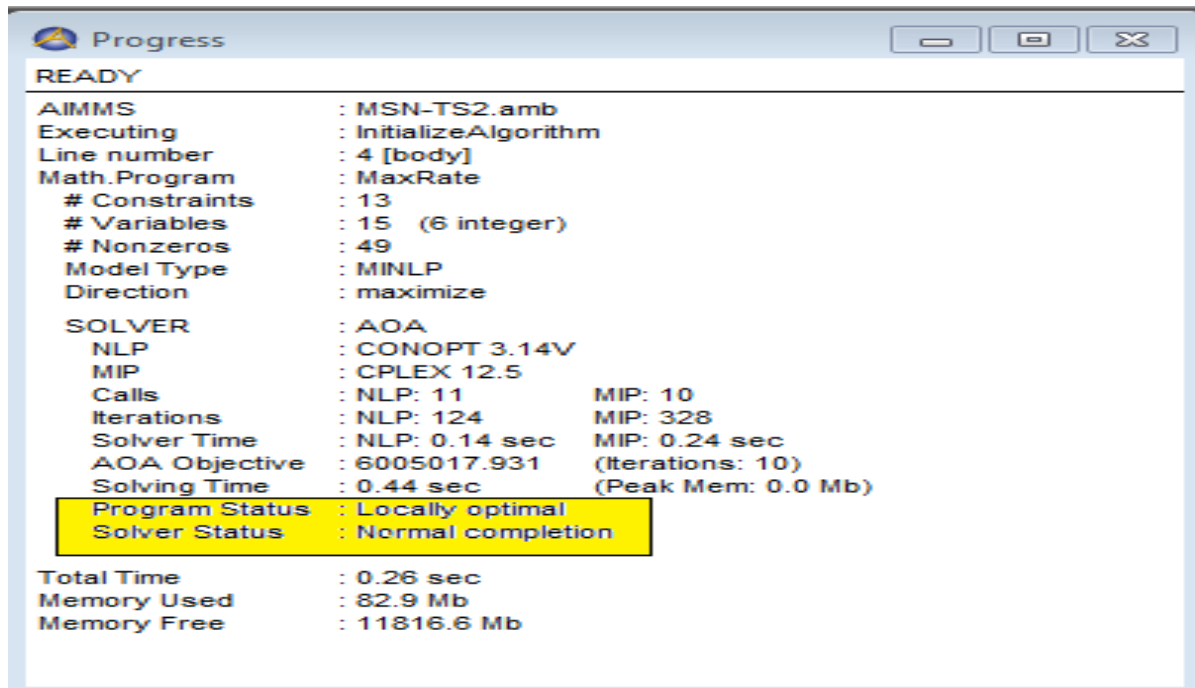 Progress
READY
AIMMS : MSN-TS2.amb
Executing : InitializeAlgorithm
Line number : 4 [body]
Math.Program : MaxRate
# Constraints : 13
# Variables : 15 (6 integer)
# Nonzeros : 49
Model Type : MINLP
Direction : maximize
SOLVER : AOA
NLP : CONOPT 3.14V
MIP : CPLEX 12.5
Calls : NLP: 11 MIP: 10
Iterations : NLP: 124 MIP: 328
Solver Time : NLP: 0.14 sec MIP: 0.24 sec
AOA Objective : 6005017.931 (Iterations: 10)
Solving Time : 0.44 sec (Peak Mem: 0.0 Mb)
Program Status : Locally optimal
Solver Status : Normal completion
Total Time : 0.26 sec
Memory Used : 82.9 Mb
Memory Free : 11816.6 Mb